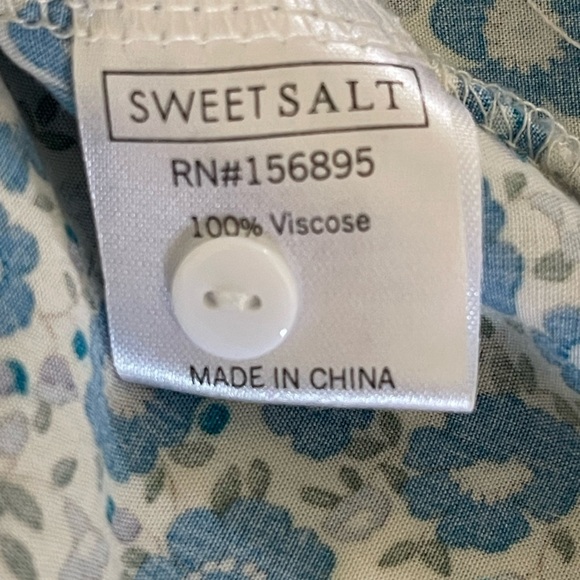 SWEET SALT
RN#156895
100% Viscose
MADE IN CHINA